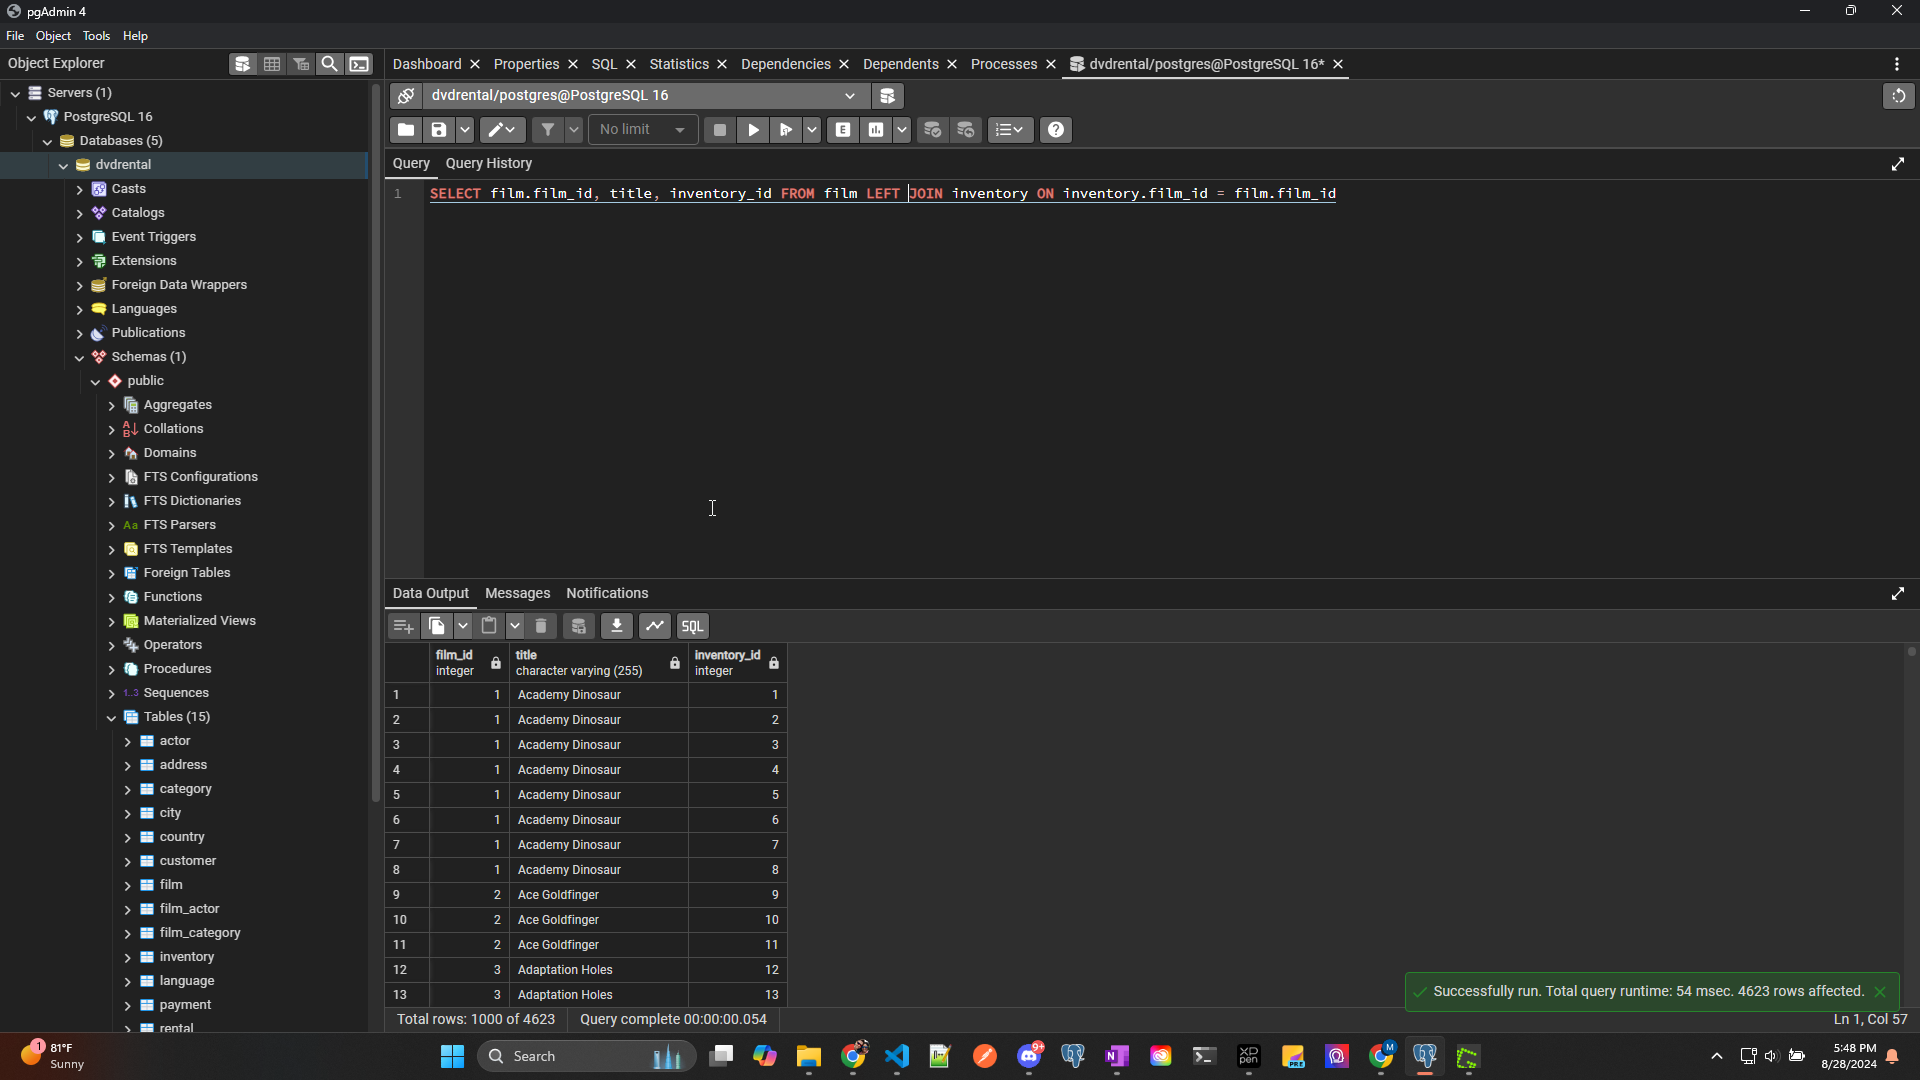 pgAdmin 4
File Object Tools Help
Object Explorer
Dashboard Properties SQL Statistics Dependencies Dependents Processes dvdrental/postgres@PostgreSQL 16*
dvdrental/postgres@PostgreSQL 16
No limit
E
Query Query History
1 SELECT film.film_id, title, inventory_id FROM film LEFT JOIN inventory ON inventory.film_id = film.film_id
Servers (1)
PostgreSQL 16
Databases (5)
dvdrental
Casts
Catalogs
Event Triggers
Extensions
Foreign Data Wrappers
Languages
Publications
Schemas (1)
public
Aggregates
Collations
Domains
FTS Configurations
FTS Dictionaries
Aa FTS Parsers
FTS Templates
Foreign Tables
Functions
Materialized Views
Operators
Procedures
1..3 Sequences
Tables (15)
actor
address
category
city
country
customer
film
film_actor
film_category
inventory
language
payment
rental
Data Output Messages Notifications
SQL
film_id title inventory_id
integer character varying (255) integer
1 1 Academy Dinosaur 1
2 1 Academy Dinosaur 2
3 1 Academy Dinosaur 3
4 1 Academy Dinosaur 4
5 1 Academy Dinosaur 5
6 1 Academy Dinosaur 6
7 1 Academy Dinosaur 7
8 1 Academy Dinosaur 8
9 2 Ace Goldfinger 9
10 2 Ace Goldfinger 10
11 2 Ace Goldfinger 11
12 3 Adaptation Holes 12
13 3 Adaptation Holes 13
Successfully run. Total query runtime: 54 msec. 4623 rows affected.
Total rows: 1000 of 4623 Query complete 00:00:00.054 Ln 1, Col 57
1 81°F
Sunny
Search
9+
XP
PEN
PRE
M
5:48 PM
8/28/2024